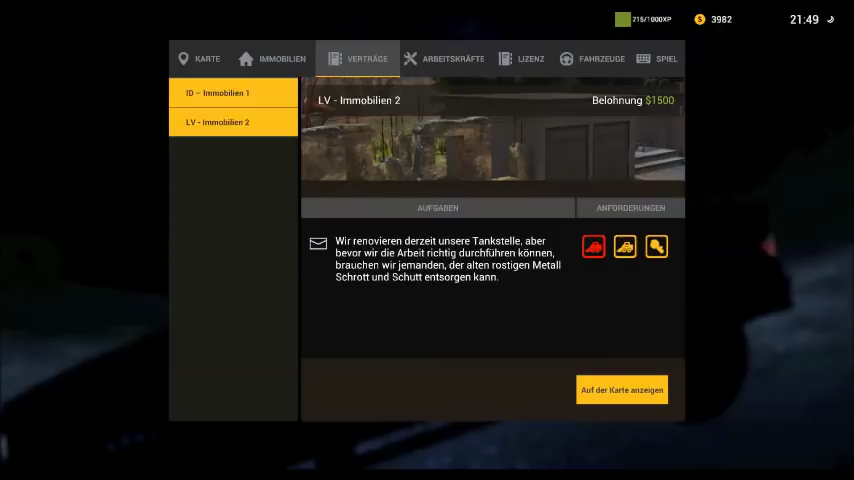 215/1000XP 3982 21:49
KARTE IMMOBILIEN VERTRÄGE ARBEITSKRÄFTE LIZENZ FAHRZEUGE SPIEL
ID – Immobilien 1
LV - Immobilien 2
LV - Immobilien 2 Belohnung $1500
AUFGABEN ANFORDERUNGEN
Wir renovieren derzeit unsere Tankstelle, aber
bevor wir die Arbeit richtig durchführen können,
brauchen wir jemanden, der alten rostigen Metall
Schrott und Schutt entsorgen kann.
Auf der Karte anzeigen